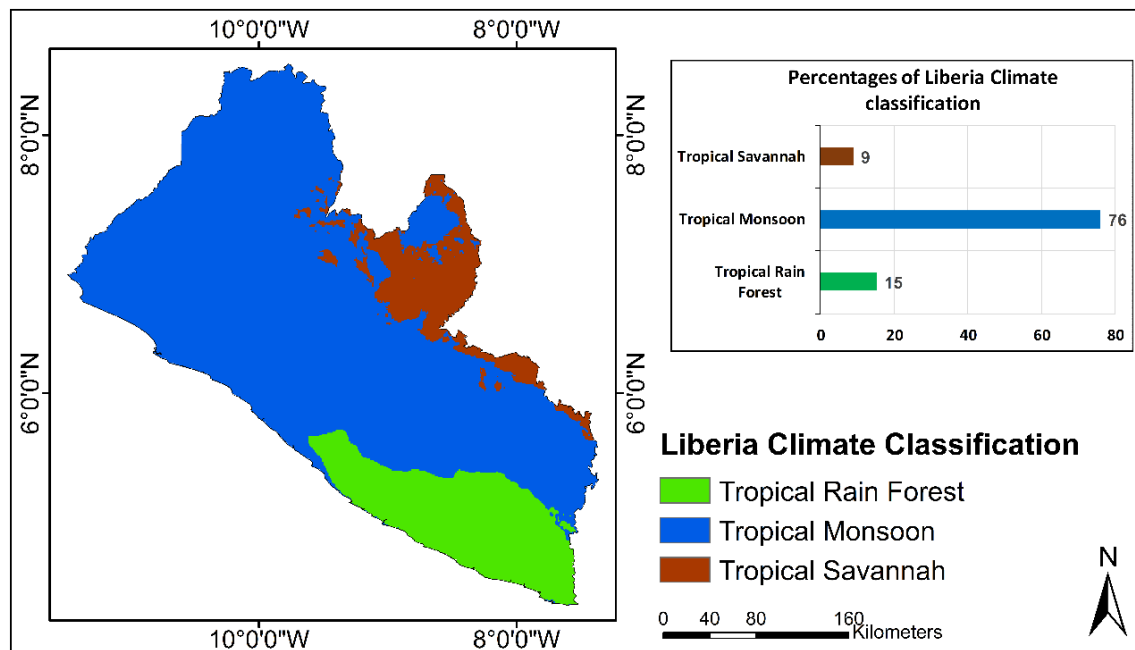 10°0'0"W
8°0'0"W
8°0'0"N
8°0'0"N
6°0'0"N
6°0'0"N
10°0'0"W
8°0'0"W
Percentages of Liberia Climate
classification
Tropical Savannah
9
Tropical Monsoon
76
Tropical Rain
Forest
15
0 20 40 60 80
Liberia Climate Classification
Tropical Rain Forest
Tropical Monsoon
Tropical Savannah
N
0 40 80 160
Kilometers